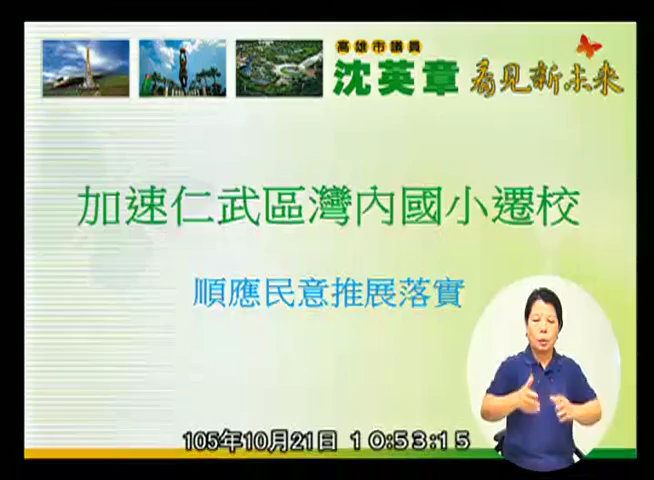 高雄市議員
沈英章 看見新未來
加速仁武區灣內國小遷校
順應民意推展落實
105年10月21日 10:53:15